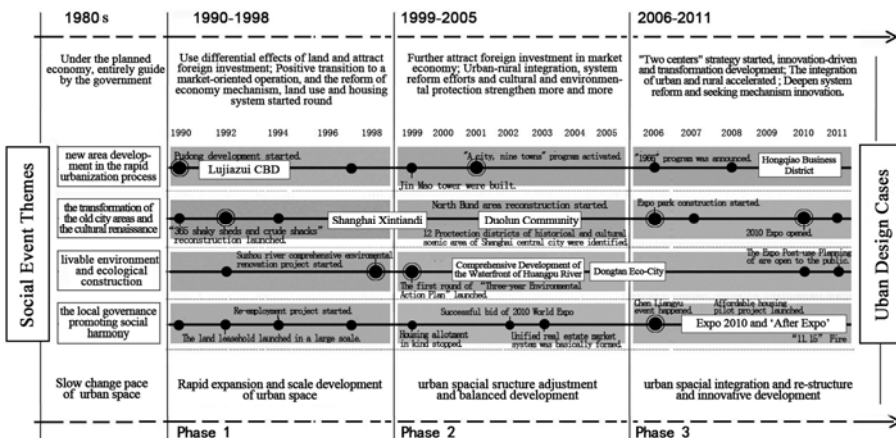 1980s
1990-1998
1999-2005
2006-2011
Under the planned
economy, entirely guide
by the government
Use differential effects of land and attract
foreign investment; Positive transition to a
market-oriented operation, and the reform of
economy mechanism, land use and housing
system started round
Further attract foreign investment in market
economy; Urban-rural integration, system
reform efforts and cultural and environmen-
tal protection strengthen more and more
"Two centers" strategy started, innovation-driven
and transformation development; The integration
of urban and rural accelerated ; Deepen system
reform and seeking mechanism innovation.
1990 1992 1994 1996 1998
1999 2000 2001 2002 2003 2004 2005
2006 2007 2008 2009 2010 2011
Social Event Themes
Urban Design Cases
new area develop-
ment in the rapid
urbanization process
Pudong development started.
Lujiazui CBD
Jin Mao tower were built.
"A city, nine towns" program activated.
"1966" program was announced.
Hongqiao Business
District
the transformation of
the old city areas and
the cultural renaissance
"365 shaky sheds and crude shacks"
reconstruction launched.
Shanghai Xintiandi
North Bund area reconstruction started.
Duolun Community
12 Proctection districts of historical and cultural
scenic area of Shanghai central city were identified.
Expo park construction started.
2010 Expo opened.
livable environment
and ecological
construction
Suzhou river comprehensive enviromental
renovation project started.
The first round of "Three-year Environmental
Action Plan" launched
Comprehensive Development of
the Waterfront of Huangpu River
Dongtan Eco-City
The Expo Post-use Planning
of are open to the public.
the local governance
promoting social
harmony
Re-employment project started
The land leasehold launched in a large scale.
Housing allotment
in kind stopped.
Successful bid of 2010 World Expo
Unified real estate market
system was basically formed.
Chen Liangyu
event happened
Affordable housing
pilot project launched
Expo 2010 and 'After Expo'
"11.15" Fire
Slow change pace
of urban space
Rapid expansion and scale development
of urban space
urban spacial sructure adjustment
and balanced development
urban spacial integration and re-structure
and innovative development
Phase 1
Phase 2
Phase 3